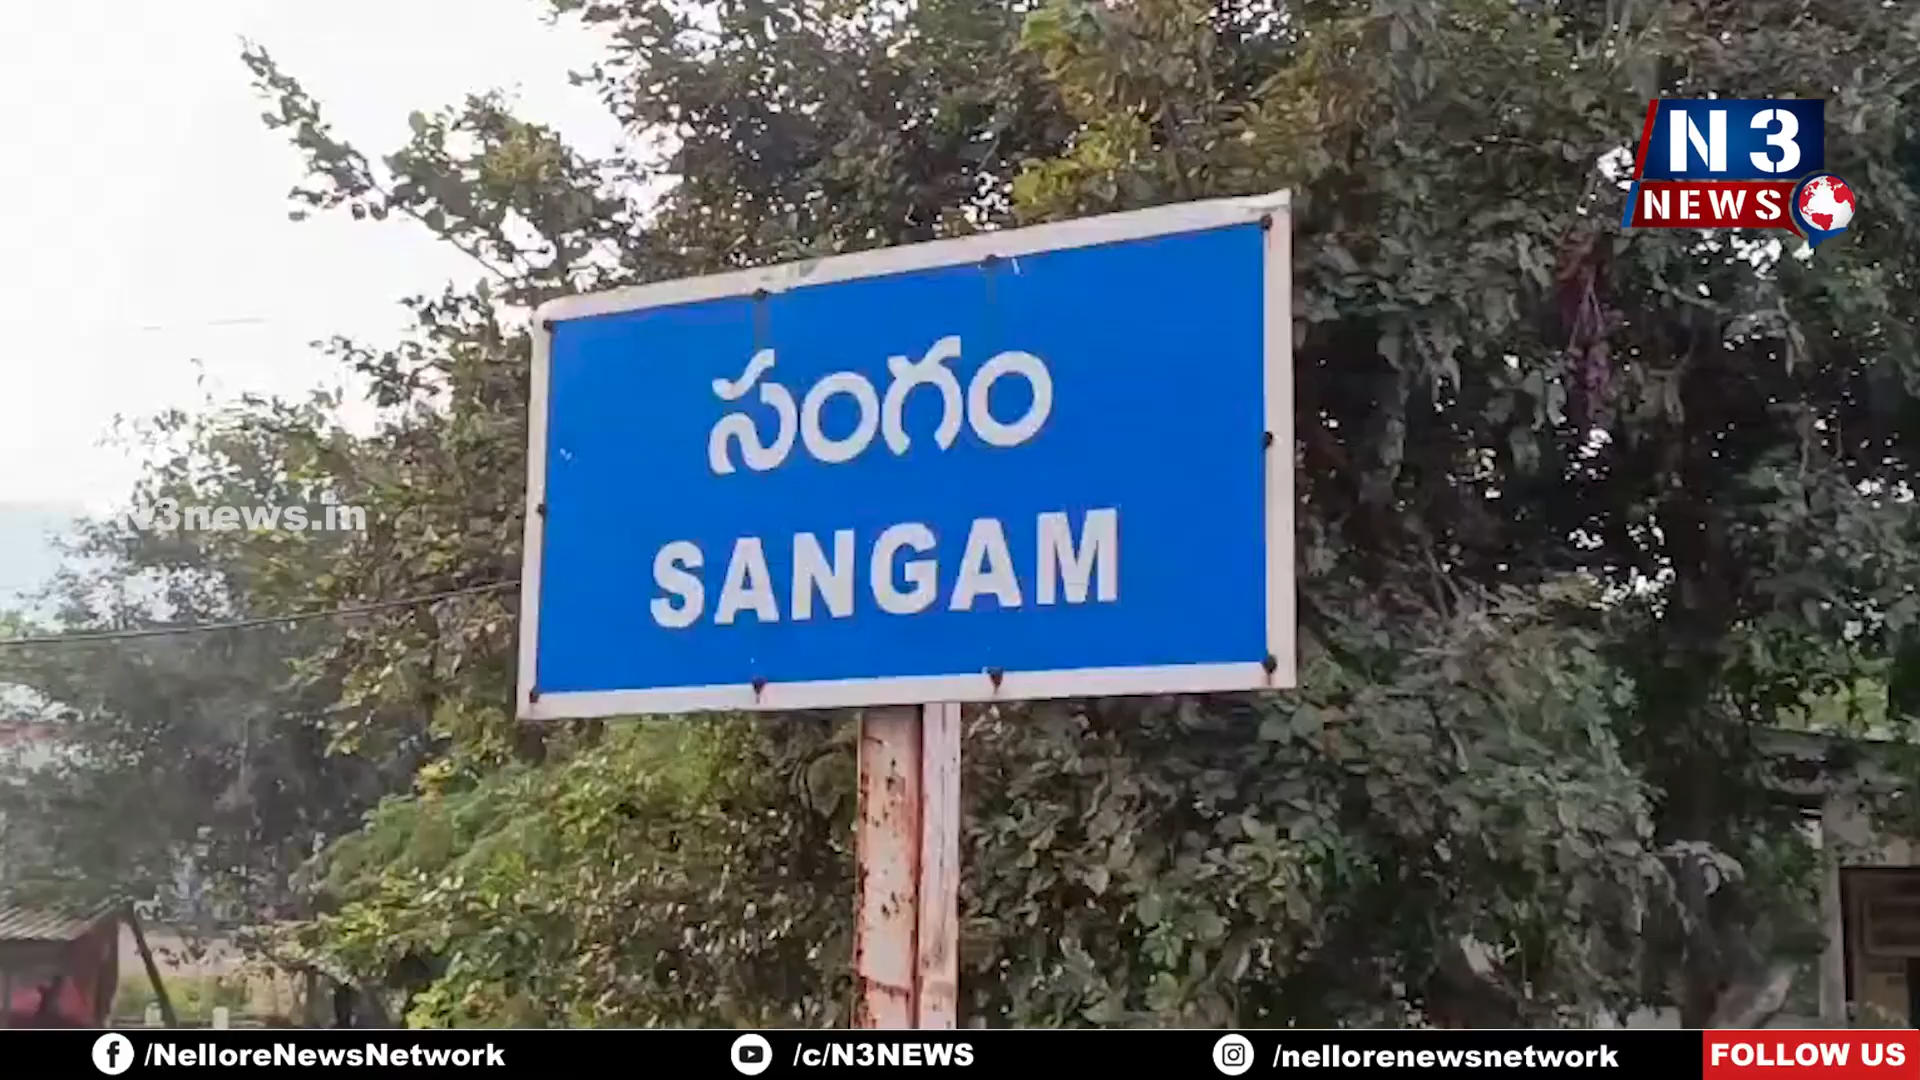 N3
NEWS
సంగం
N3news.in
SANGAM
/NelloreNewsNetwork
/c/N3NEWS
/nellorenewsnetwork
FOLLOW US